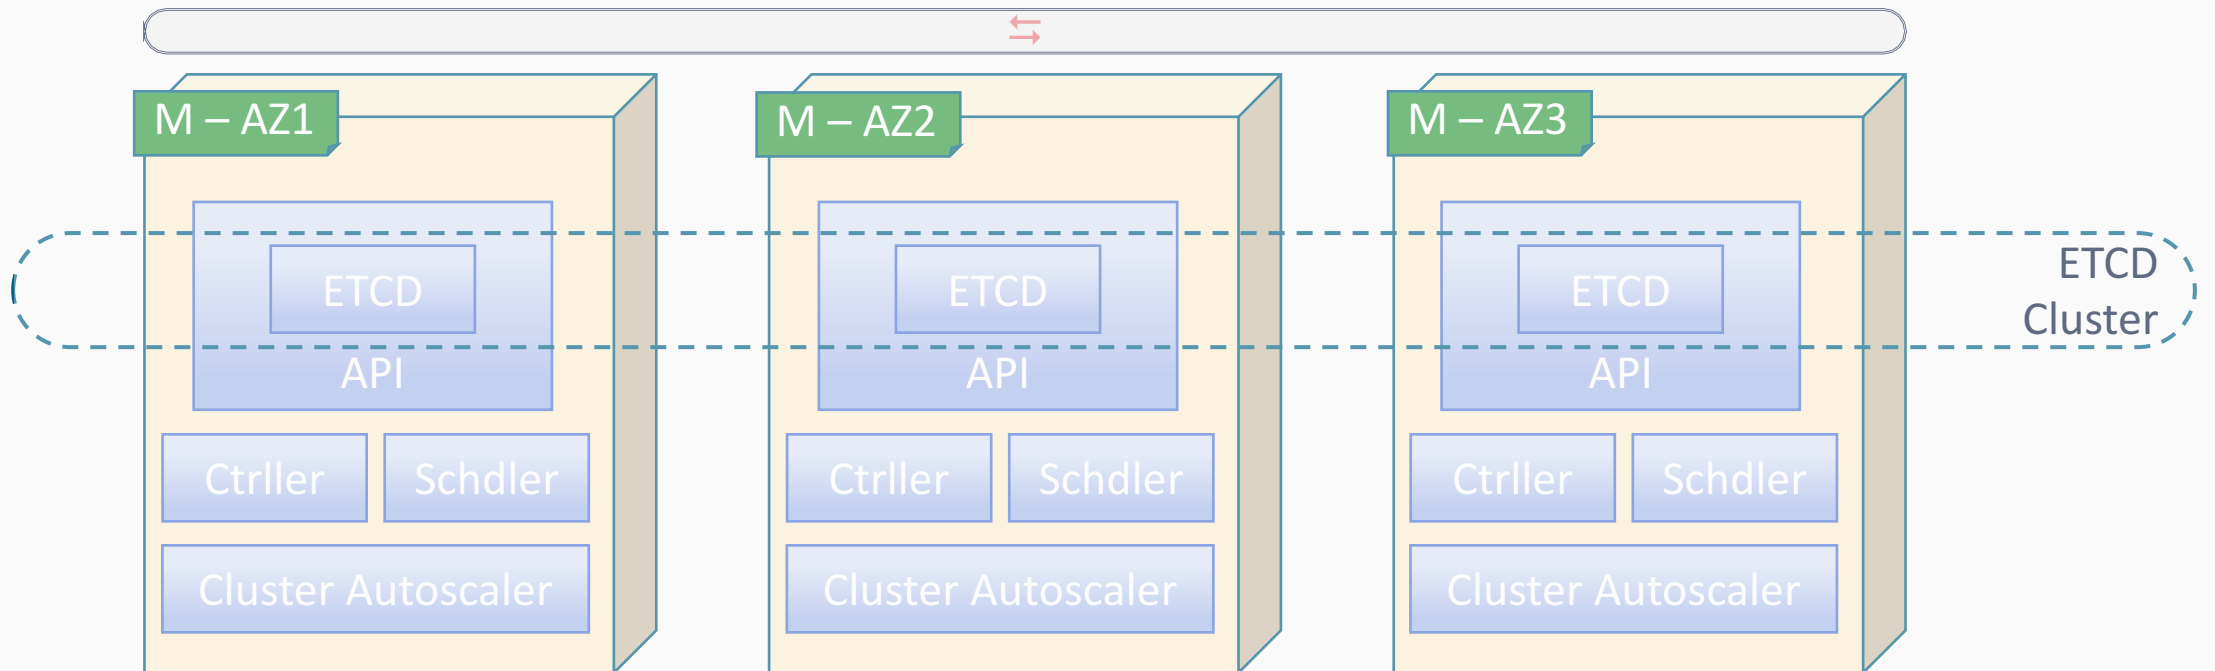 M – AZ1
M – AZ2
M – AZ3
ETCD
ETCD
ETCD
ETCD
Cluster
API
API
API
Ctrller
Schdler
Ctrller
Schdler
Ctrller
Schdler
Cluster Autoscaler
Cluster Autoscaler
Cluster Autoscaler